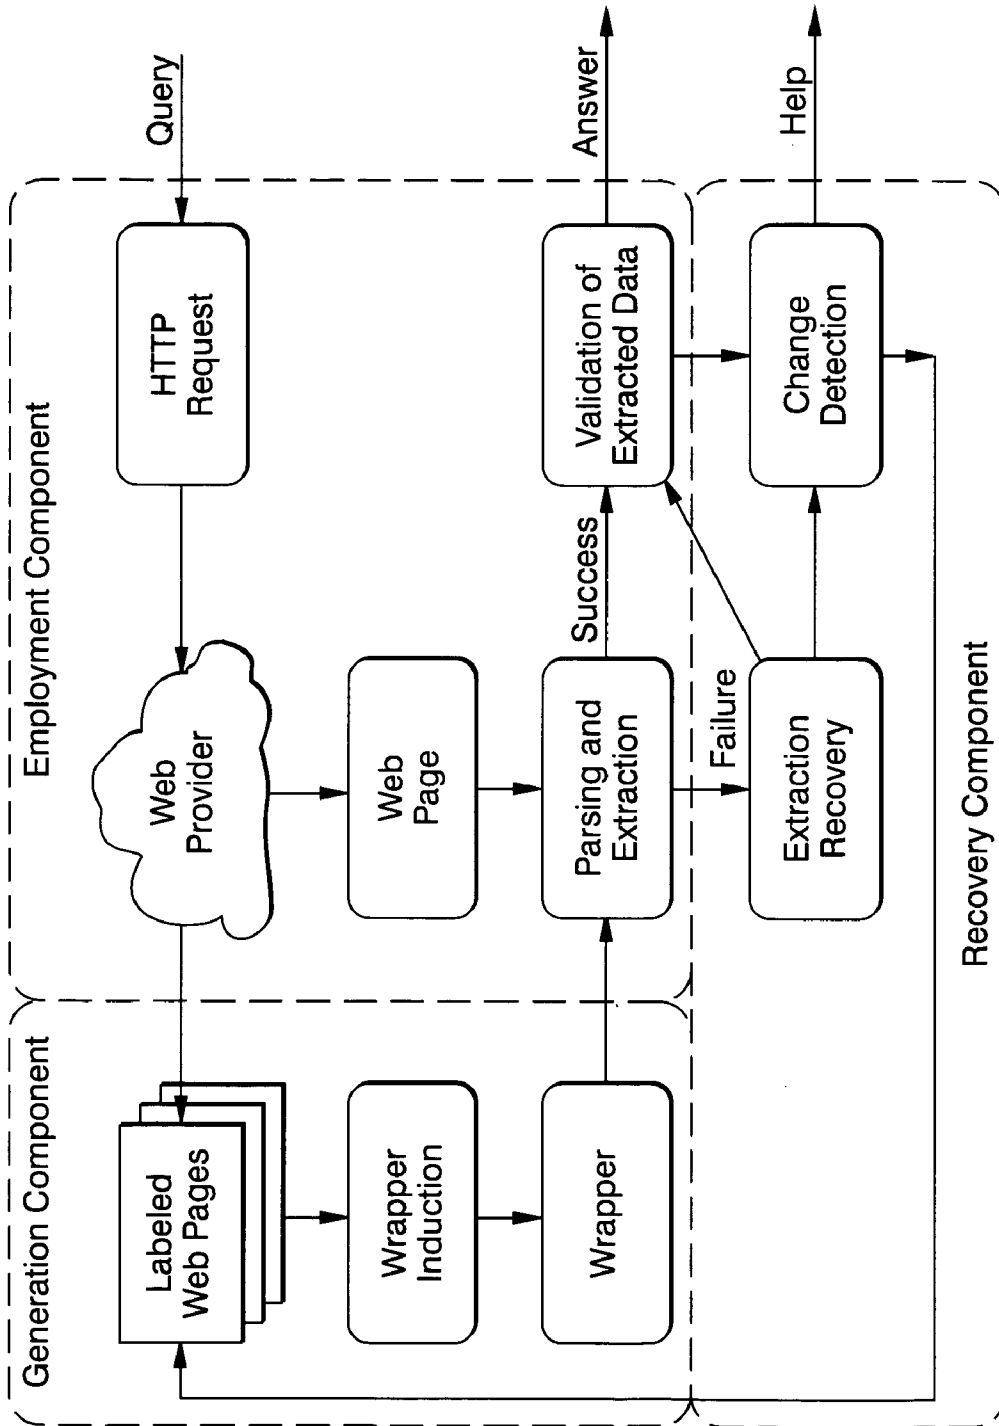 Generation Component
Employment Component
Labeled
Web Pages
Web
Provider
HTTP
Request
Query
Wrapper
Induction
Web
Page
Wrapper
Parsing and
Extraction
Success
Validation of
Extracted Data
Answer
Failure
Extraction
Recovery
Change
Detection
Help
Recovery Component